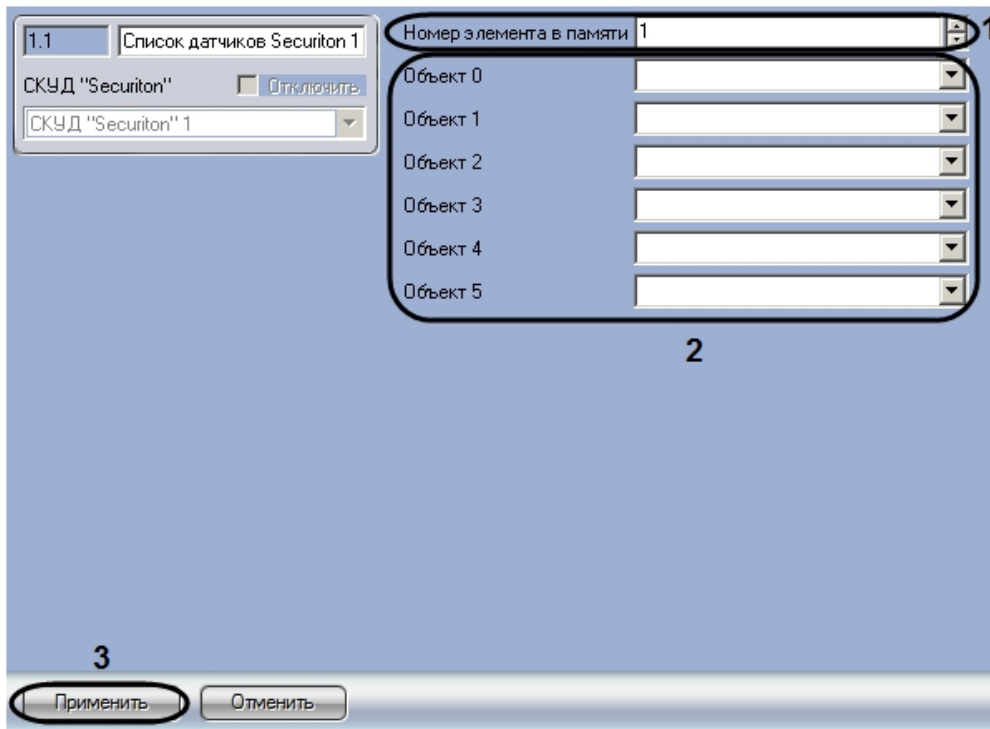 1.1 Список датчиков Securiton 1
СКУД "Securiton" Отключить
СКУД "Securiton" 1
Номер элемента в памяти 1 1
Объект 0
Объект 1
Объект 2
Объект 3
Объект 4
Объект 5
2
3
Применить Отменить